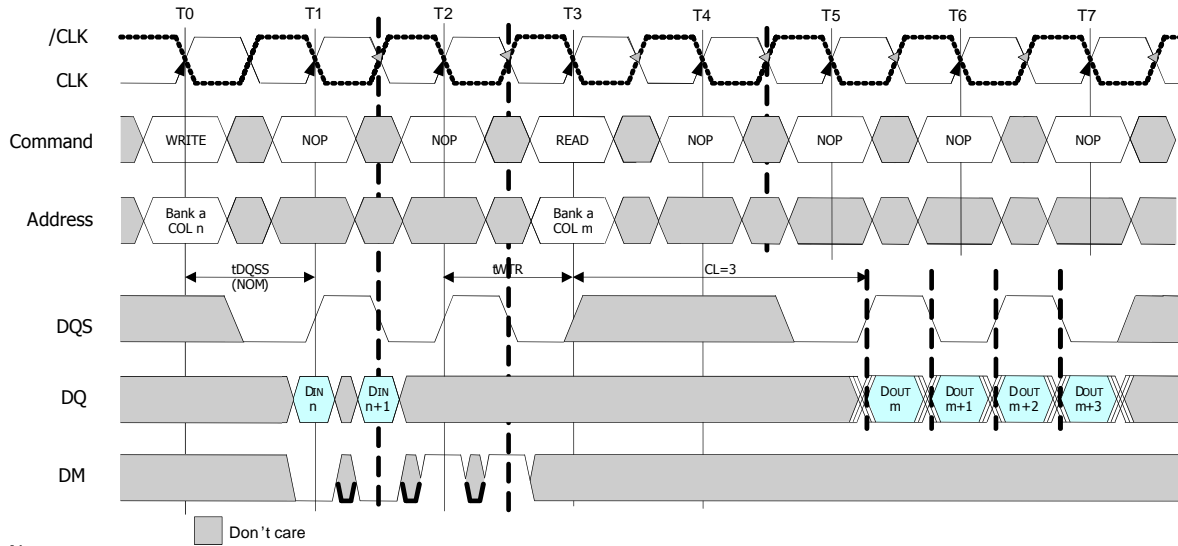 T0 T1 T2 T3 T4 T5 T6 T7
/CLK
CLK
Command WRITE NOP NOP READ NOP NOP NOP NOP
Address Bank a COL n Bank a COL m
tDQSS (NOM) tWTR CL=3
DQS
DQ DIN n DIN n+1 DOUT m DOUT m+1 DOUT m+2 DOUT m+3
DM
Don't care